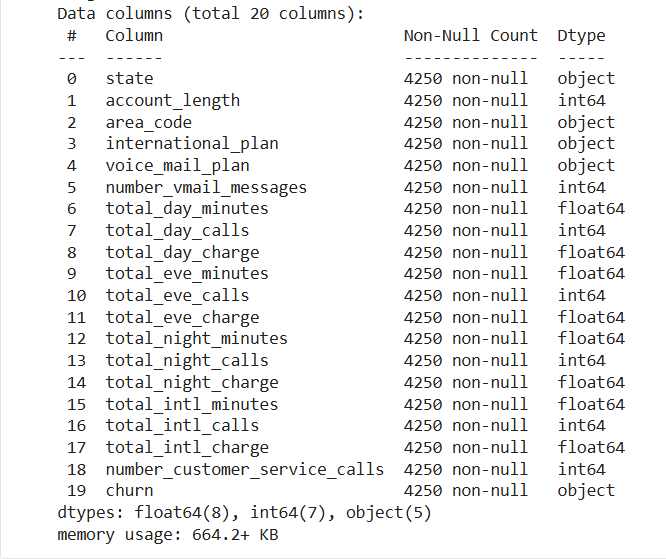 Data columns (total 20 columns):
 #   Column                         Non-Null Count  Dtype
---  ------                         --------------  -----
 0   state                          4250 non-null   object
 1   account_length                 4250 non-null   int64
 2   area_code                      4250 non-null   object
 3   international_plan             4250 non-null   object
 4   voice_mail_plan                4250 non-null   object
 5   number_vmail_messages          4250 non-null   int64
 6   total_day_minutes              4250 non-null   float64
 7   total_day_calls                4250 non-null   int64
 8   total_day_charge               4250 non-null   float64
 9   total_eve_minutes              4250 non-null   float64
 10  total_eve_calls                4250 non-null   int64
 11  total_eve_charge               4250 non-null   float64
 12  total_night_minutes            4250 non-null   float64
 13  total_night_calls              4250 non-null   int64
 14  total_night_charge             4250 non-null   float64
 15  total_intl_minutes             4250 non-null   float64
 16  total_intl_calls               4250 non-null   int64
 17  total_intl_charge              4250 non-null   float64
 18  number_customer_service_calls  4250 non-null   int64
 19  churn                          4250 non-null   object
dtypes: float64(8), int64(7), object(5)
memory usage: 664.2+ KB